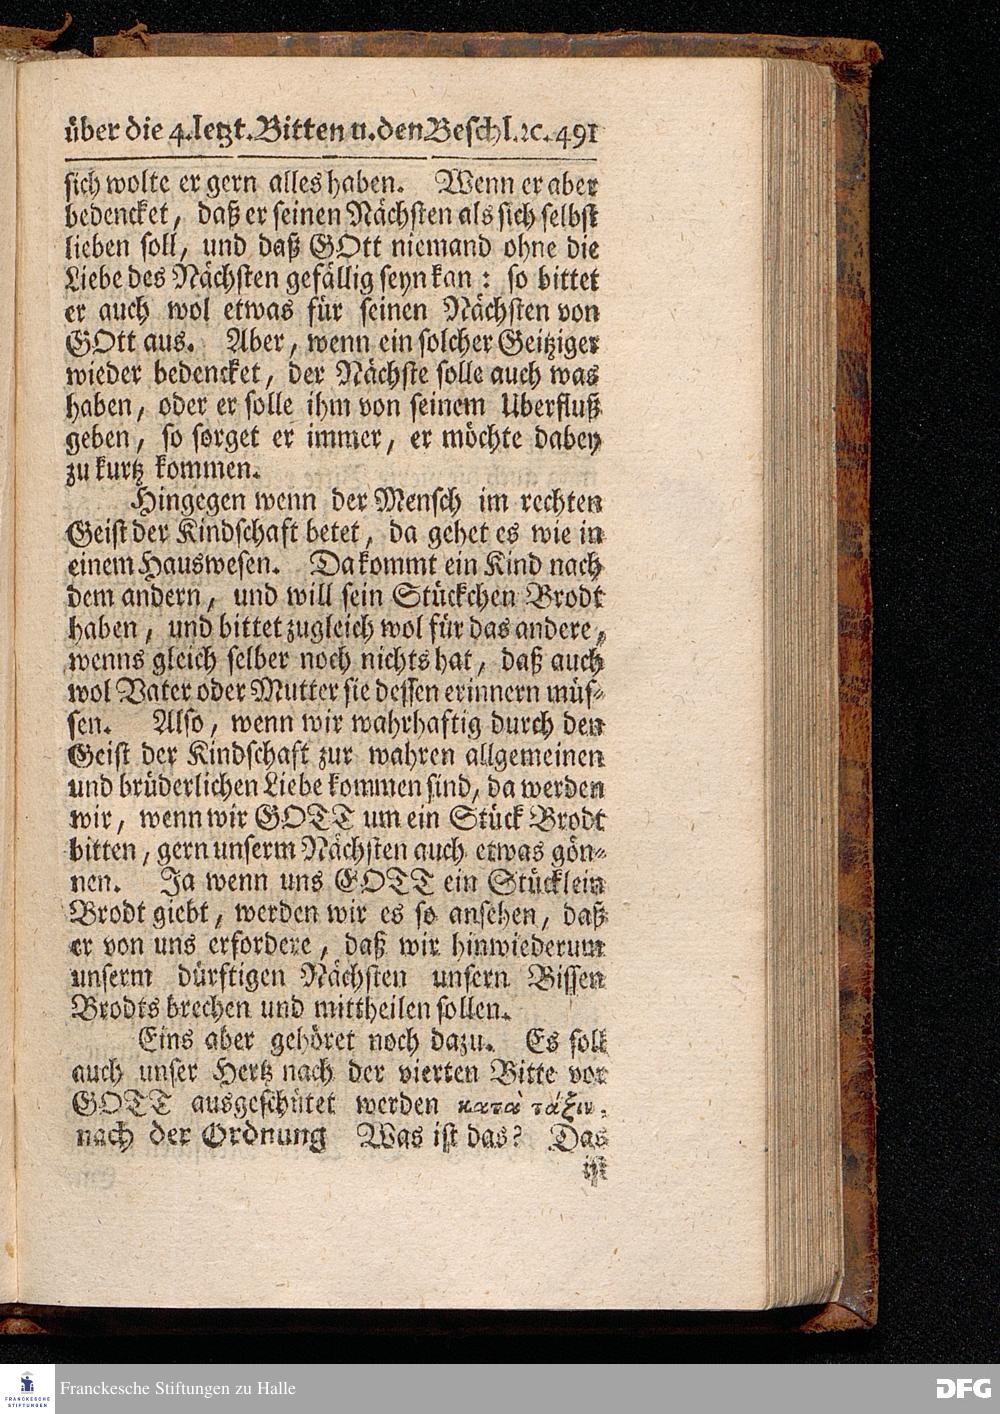 über die 4.letzt.Bitten u.den Beschl.ꝛc. 491
sich wolte er gern alles haben. Wenn er aber
bedencket, daß er seinen Nächsten als sich selbst
lieben soll, und daß GOtt niemand ohne die
Liebe des Nächsten gefällig seyn kan: so bittet
er auch wol etwas für seinen Nächsten von
GOtt aus. Aber, wenn ein solcher Geitziger
wieder bedencket, der Nächste solle auch was
haben, oder er solle ihm von seinem Uberfluß
geben, so sorget er immer, er möchte dabey
zu kurtz kommen.
Hingegen wenn der Mensch im rechten
Geist der Kindschaft betet, da gehet es wie in
einem Hauswesen. Da kommt ein Kind nach
dem andern, und will sein Stückchen Brodt
haben, und bittet zugleich wol für das andere,
wenns gleich selber noch nichts hat, daß auch
wol Vater oder Mutter sie dessen erinnern müs-
sen. Also, wenn wir wahrhaftig durch den
Geist der Kindschaft zur wahren allgemeinen
und brüderlichen Liebe kommen sind, da werden
wir, wenn wir GOTT um ein Stück Brodt
bitten, gern unserm Nächsten auch etwas gön-
nen. Ja wenn uns GOTT ein Stücklein
Brodt giebt, werden wir es so ansehen, daß
er von uns erfordere, daß wir hinwiederum
unserm dürftigen Nächsten unsern Bissen
Brodts brechen und mittheilen sollen.
Eins aber gehöret noch dazu. Es soll
auch unser Hertz nach der vierten Bitte vor
GOTT ausgeschütet werden κατὰ τάξιν.
nach der Ordnung Was ist das? Das
ist
FRANCKESCHE STIFTUNGEN
Franckesche Stiftungen zu Halle
DFG